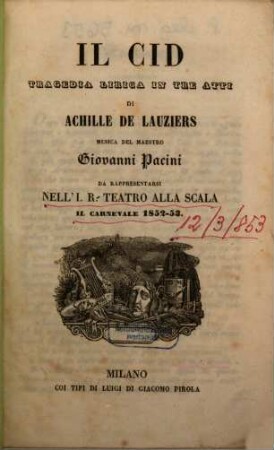 IL CID
TRAGEDIA LIRICA IN TRE ATTI
DI
ACHILLE DE LAUZIERS
MUSICA DEL MAESTRO
Giovanni Pacini
DA RAPPRESENTARSI
NELL'I. R. TEATRO ALLA SCALA
IL CARNEVALE 1852-53.
12/3/853
MILANO
COI TIPI DI LUIGI DI GIACOMO PIROLA